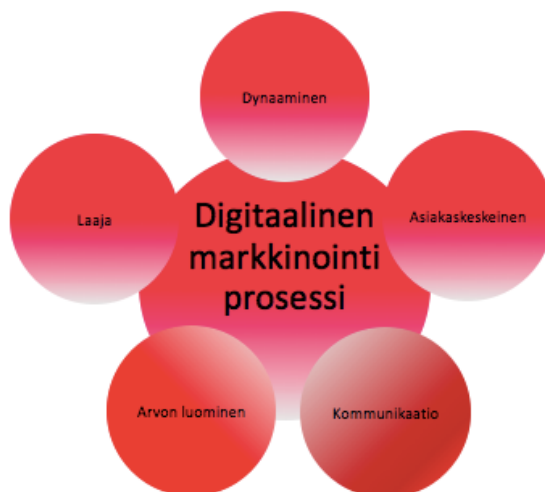 Dynaaminen
Laaja
Digitaalinen
markkinointi
prosessi
Asiakaskeskeinen
Arvon luominen
Kommunikaatio